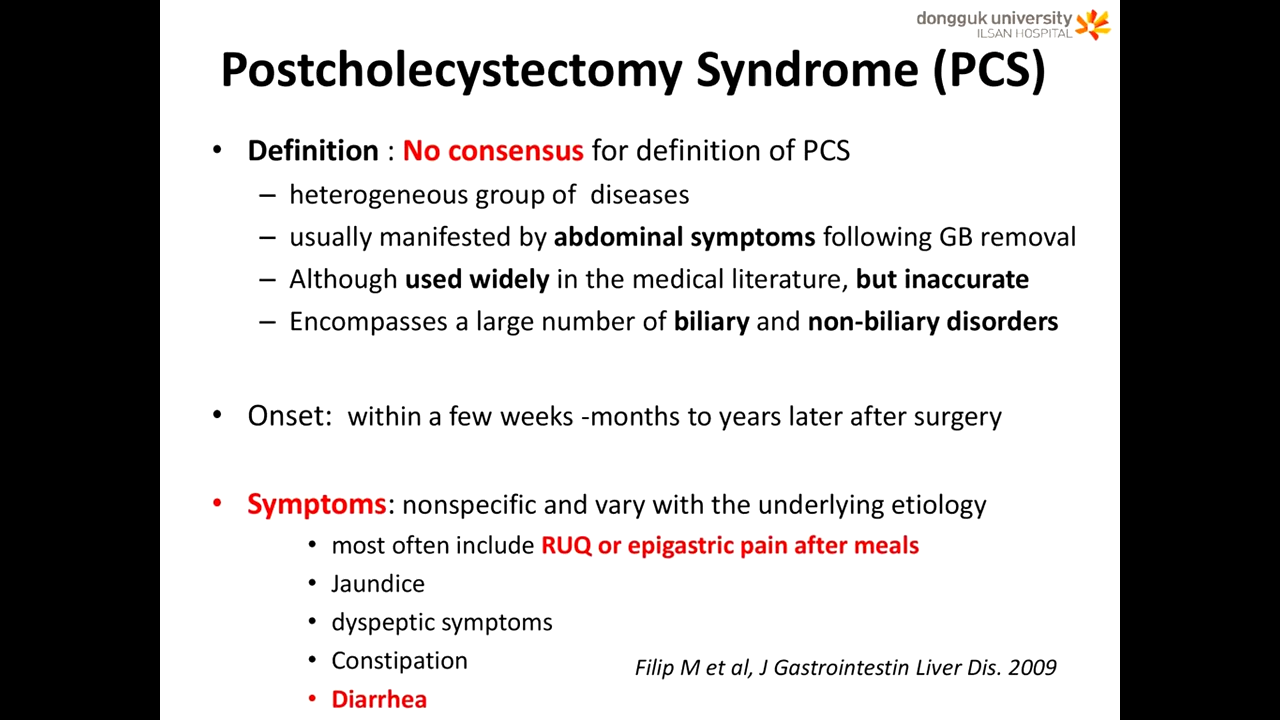 dongguk university
ILSAN HOSPITAL
Postcholecystectomy Syndrome (PCS)
• Definition : No consensus for definition of PCS
– heterogeneous group of diseases
– usually manifested by abdominal symptoms following GB removal
– Although used widely in the medical literature, but inaccurate
– Encompasses a large number of biliary and non-biliary disorders
• Onset: within a few weeks -months to years later after surgery
• Symptoms: nonspecific and vary with the underlying etiology
• most often include RUQ or epigastric pain after meals
• Jaundice
• dyspeptic symptoms
• Constipation
Filip M et al, J Gastrointestin Liver Dis. 2009
• Diarrhea